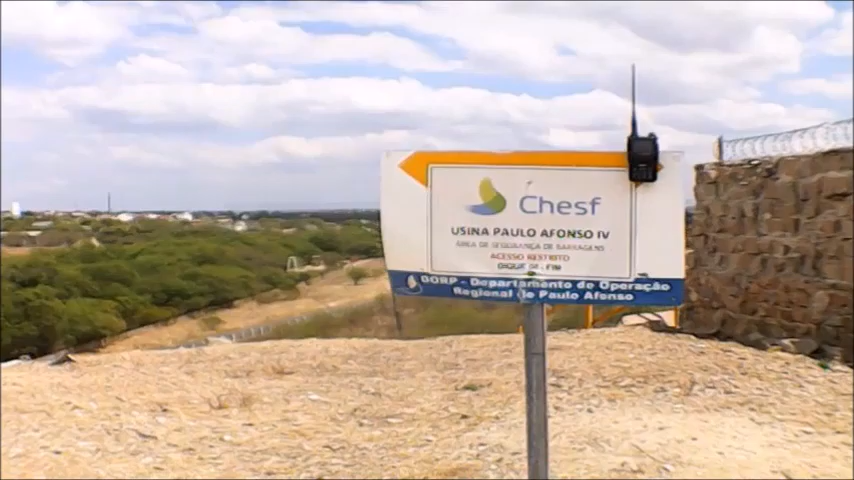 Chesf
USINA PAULO AFONSO IV
ÁREA DE SEGURANÇA DE BARRAGENS
ACESSO RESTRITO
DORP - Departamento de Operação
Regional de Paulo Afonso